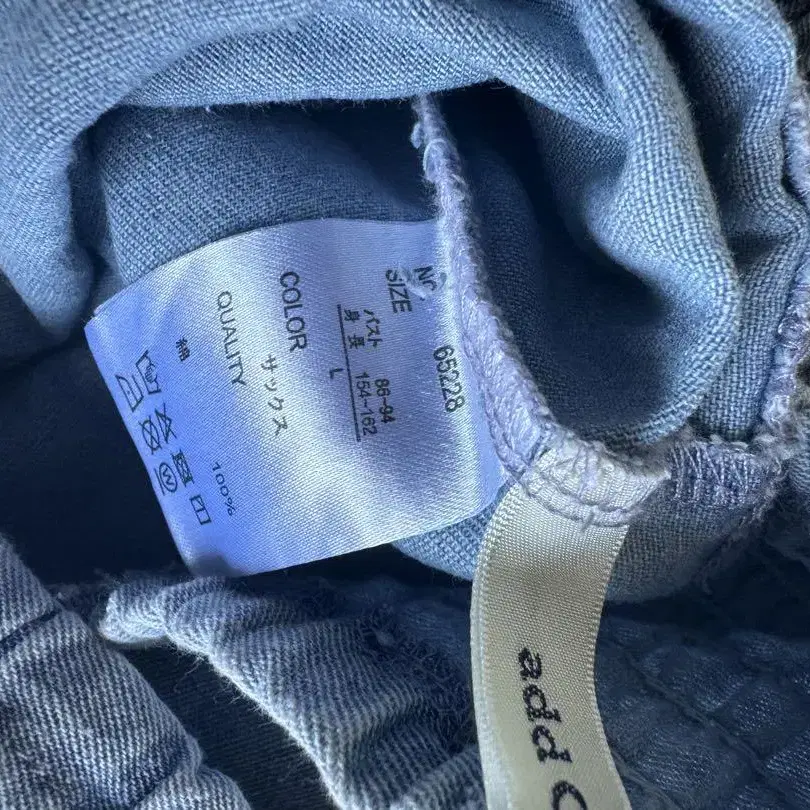 NO 65228
SIZE
バスト 86-94
身長 154~162
L
COLOR
サックス
QUALITY
綿 100%
W
add